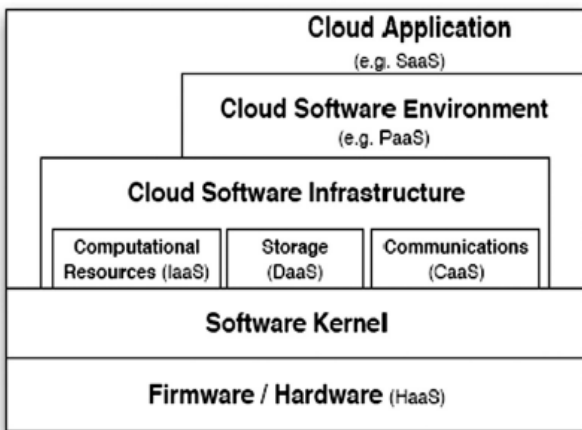 Cloud Application
(e.g. SaaS)
Cloud Software Environment
(e.g. PaaS)
Cloud Software Infrastructure
Computational
Resources (IaaS)
Storage
(DaaS)
Communications
(CaaS)
Software Kernel
Firmware / Hardware (HaaS)